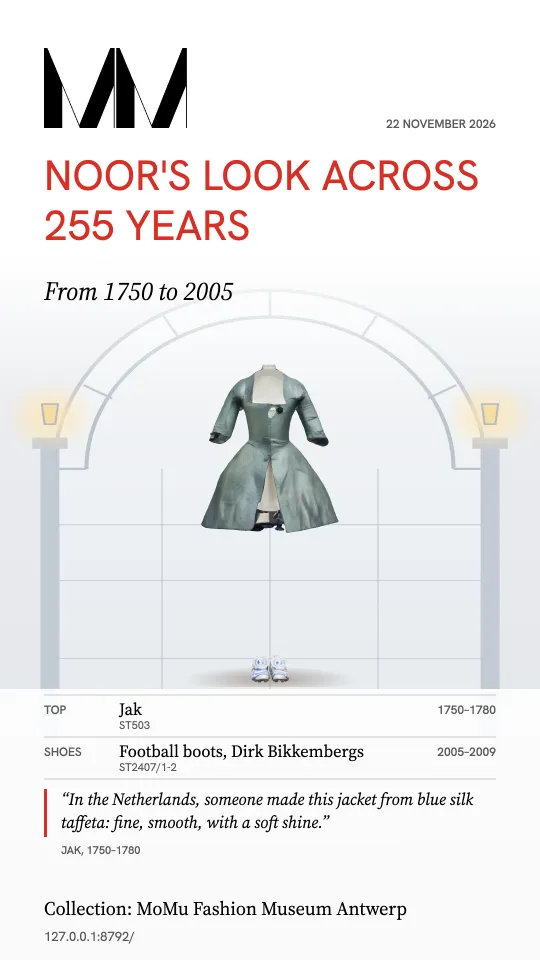 MM
22 NOVEMBER 2026
NOOR'S LOOK ACROSS
255 YEARS
From 1750 to 2005
TOP Jak 1750–1780
ST503
SHOES Football boots, Dirk Bikkembergs 2005–2009
ST2407/1-2
“In the Netherlands, someone made this jacket from blue silk
taffeta: fine, smooth, with a soft shine.”
JAK, 1750–1780
Collection: MoMu Fashion Museum Antwerp
127.0.0.1:8792/